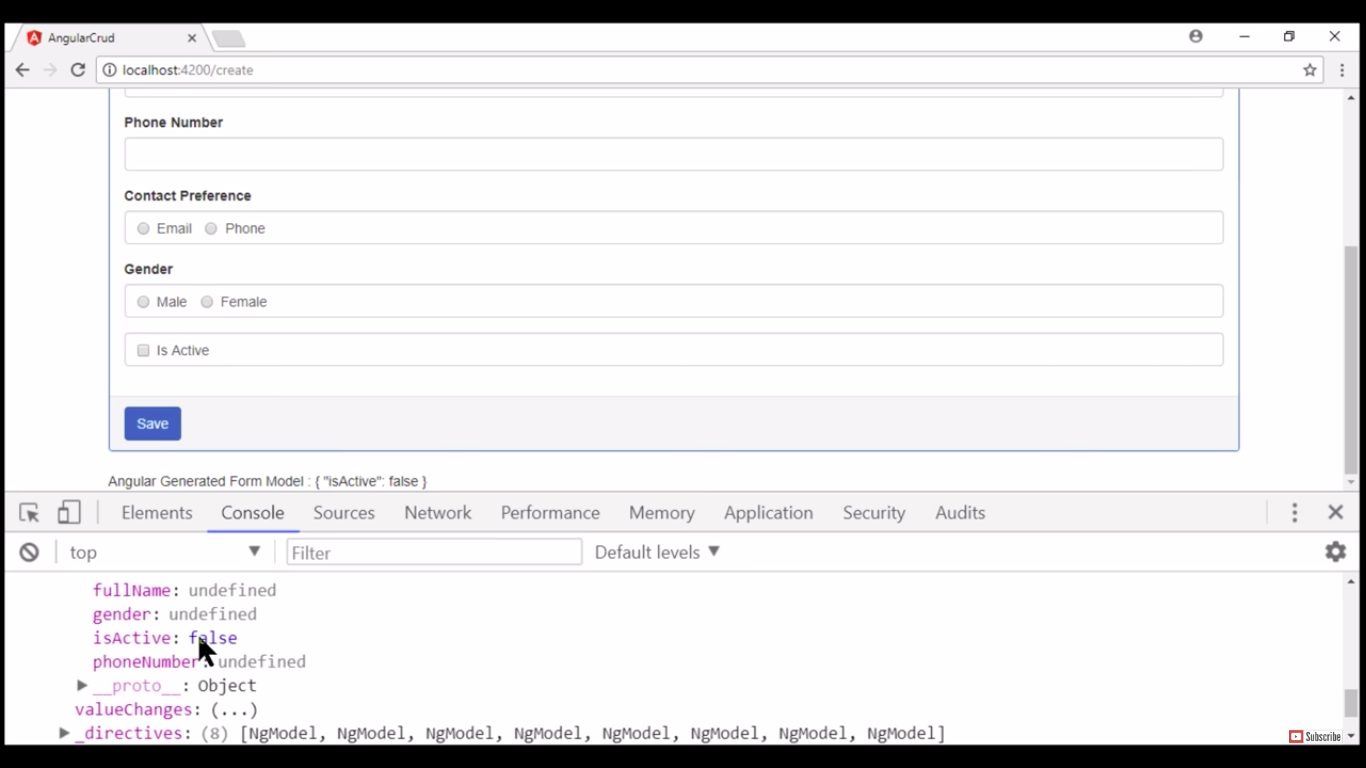 AngularCrud
localhost:4200/create
Phone Number
Contact Preference
Email Phone
Gender
Male Female
Is Active
Save
Angular Generated Form Model : { "isActive": false }
Elements Console Sources Network Performance Memory Application Security Audits
top Filter Default levels
fullName: undefined
gender: undefined
isActive: false
phoneNumber: undefined
__proto__: Object
valueChanges: (...)
_directives: (8) [NgModel, NgModel, NgModel, NgModel, NgModel, NgModel, NgModel, NgModel]
Subscribe